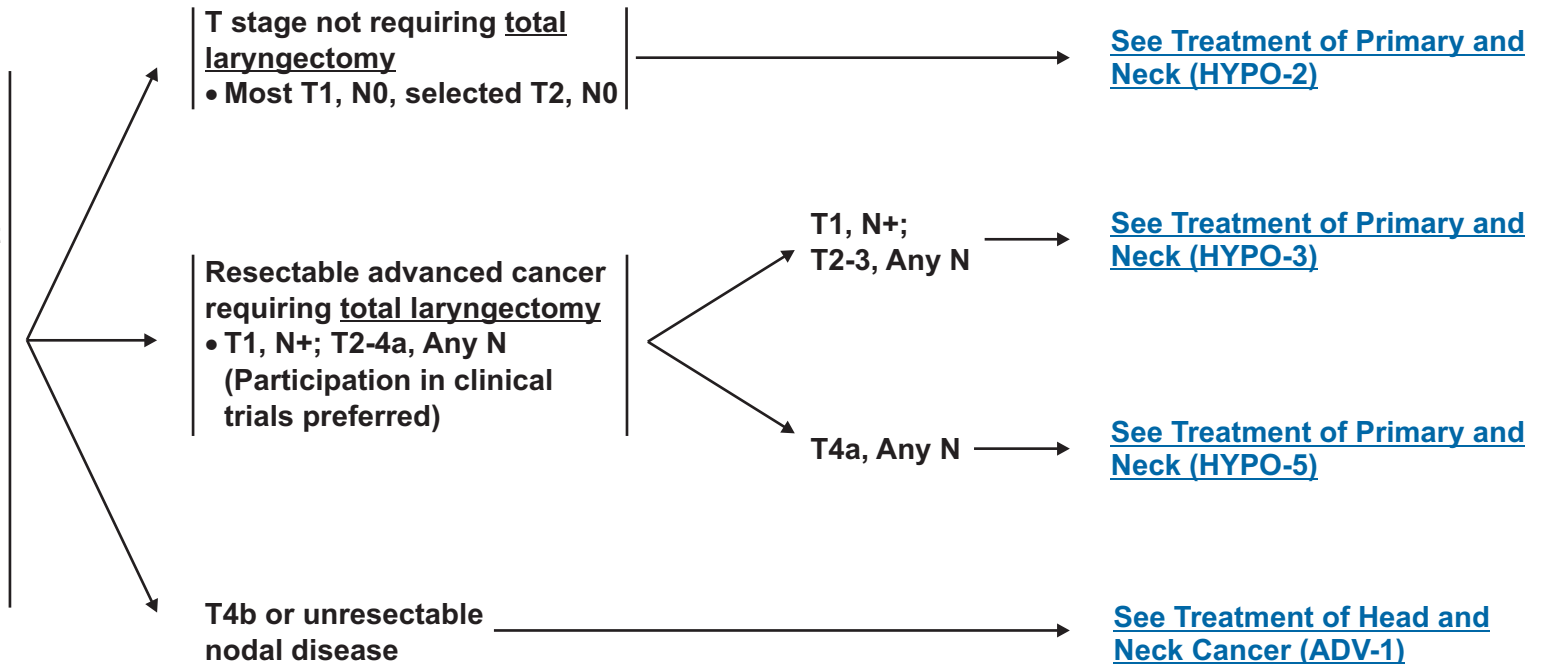 T stage not requiring total
laryngectomy
• Most T1, N0, selected T2, N0
See Treatment of Primary and
Neck (HYPO-2)
Resectable advanced cancer
requiring total laryngectomy
• T1, N+; T2-4a, Any N
(Participation in clinical
trials preferred)
T1, N+;
T2-3, Any N
See Treatment of Primary and
Neck (HYPO-3)
T4a, Any N
See Treatment of Primary and
Neck (HYPO-5)
T4b or unresectable
nodal disease
See Treatment of Head and
Neck Cancer (ADV-1)